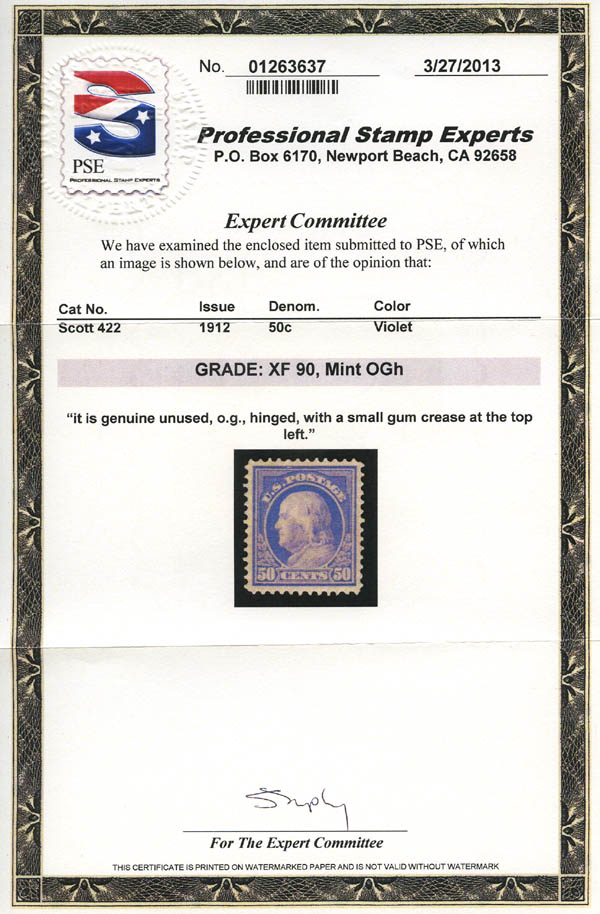 No. 01263637 3/27/2013
PSE
PROFESSIONAL STAMP EXPERTS
Professional Stamp Experts
P.O. Box 6170, Newport Beach, CA 92658
Expert Committee
We have examined the enclosed item submitted to PSE, of which
an image is shown below, and are of the opinion that:
Cat No. Issue Denom. Color
Scott 422 1912 50c Violet
GRADE: XF 90, Mint OGh
“it is genuine unused, o.g., hinged, with a small gum crease at the top
left.”
U.S. POSTAGE
50 CENTS 50
For The Expert Committee
THIS CERTIFICATE IS PRINTED ON WATERMARKED PAPER AND IS NOT VALID WITHOUT WATERMARK